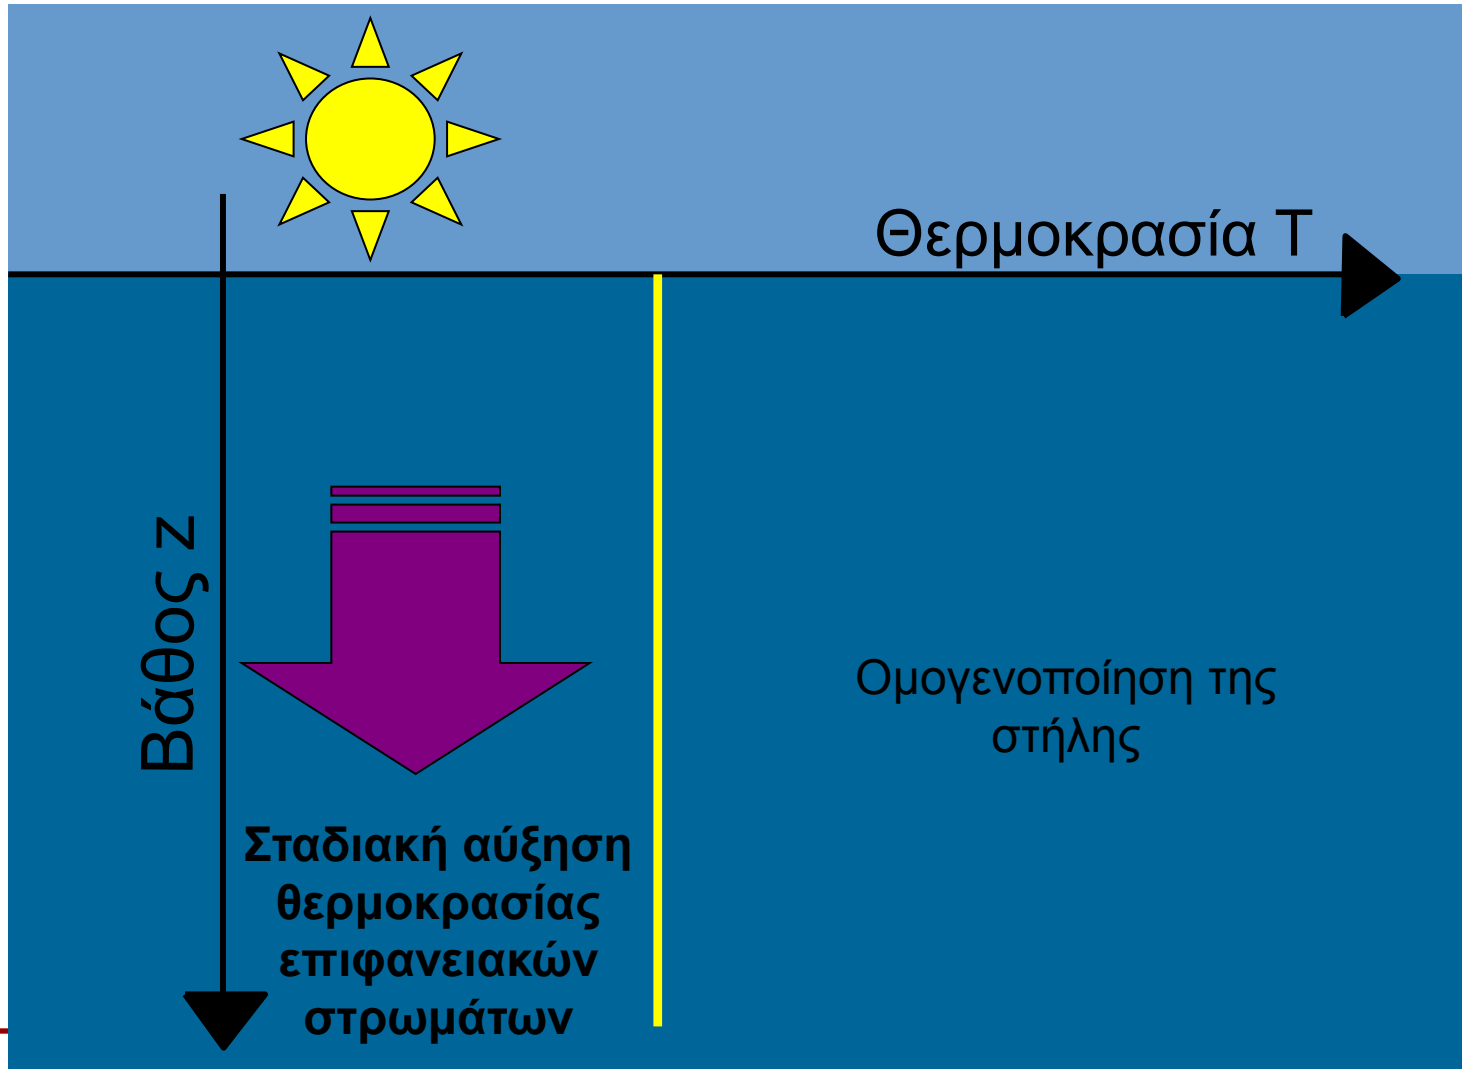 Θερμοκρασία Τ
Βάθος z
Ομογενοποίηση της
στήλης
Σταδιακή αύξηση
θερμοκρασίας
επιφανειακών
στρωμάτων